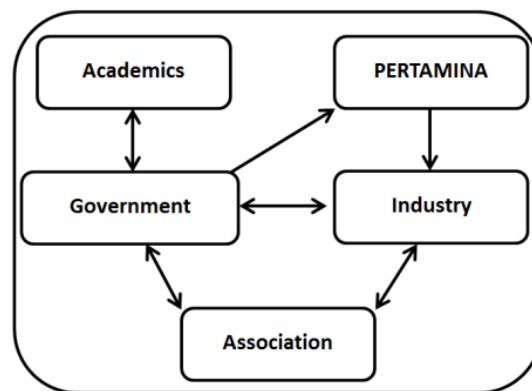 Academics
PERTAMINA
Government
Industry
Association